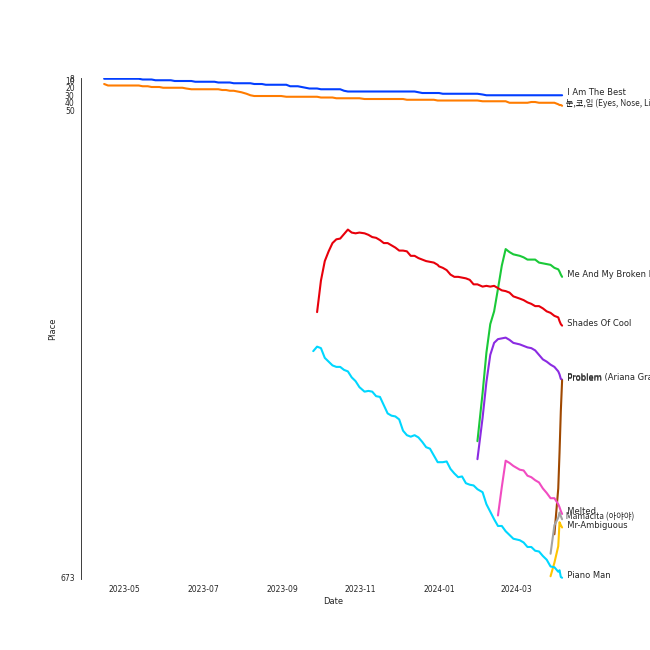 10
20
30
40
50
I Am The Best
눈,코,입 (Eyes, Nose, Li
Me And My Broken
Shades Of Cool
Problem (Ariana Gra
Melted
Mamacita (아야야)
Mr-Ambiguous
Piano Man
673
Place
2023-05 2023-07 2023-09 2023-11 2024-01 2024-03
Date